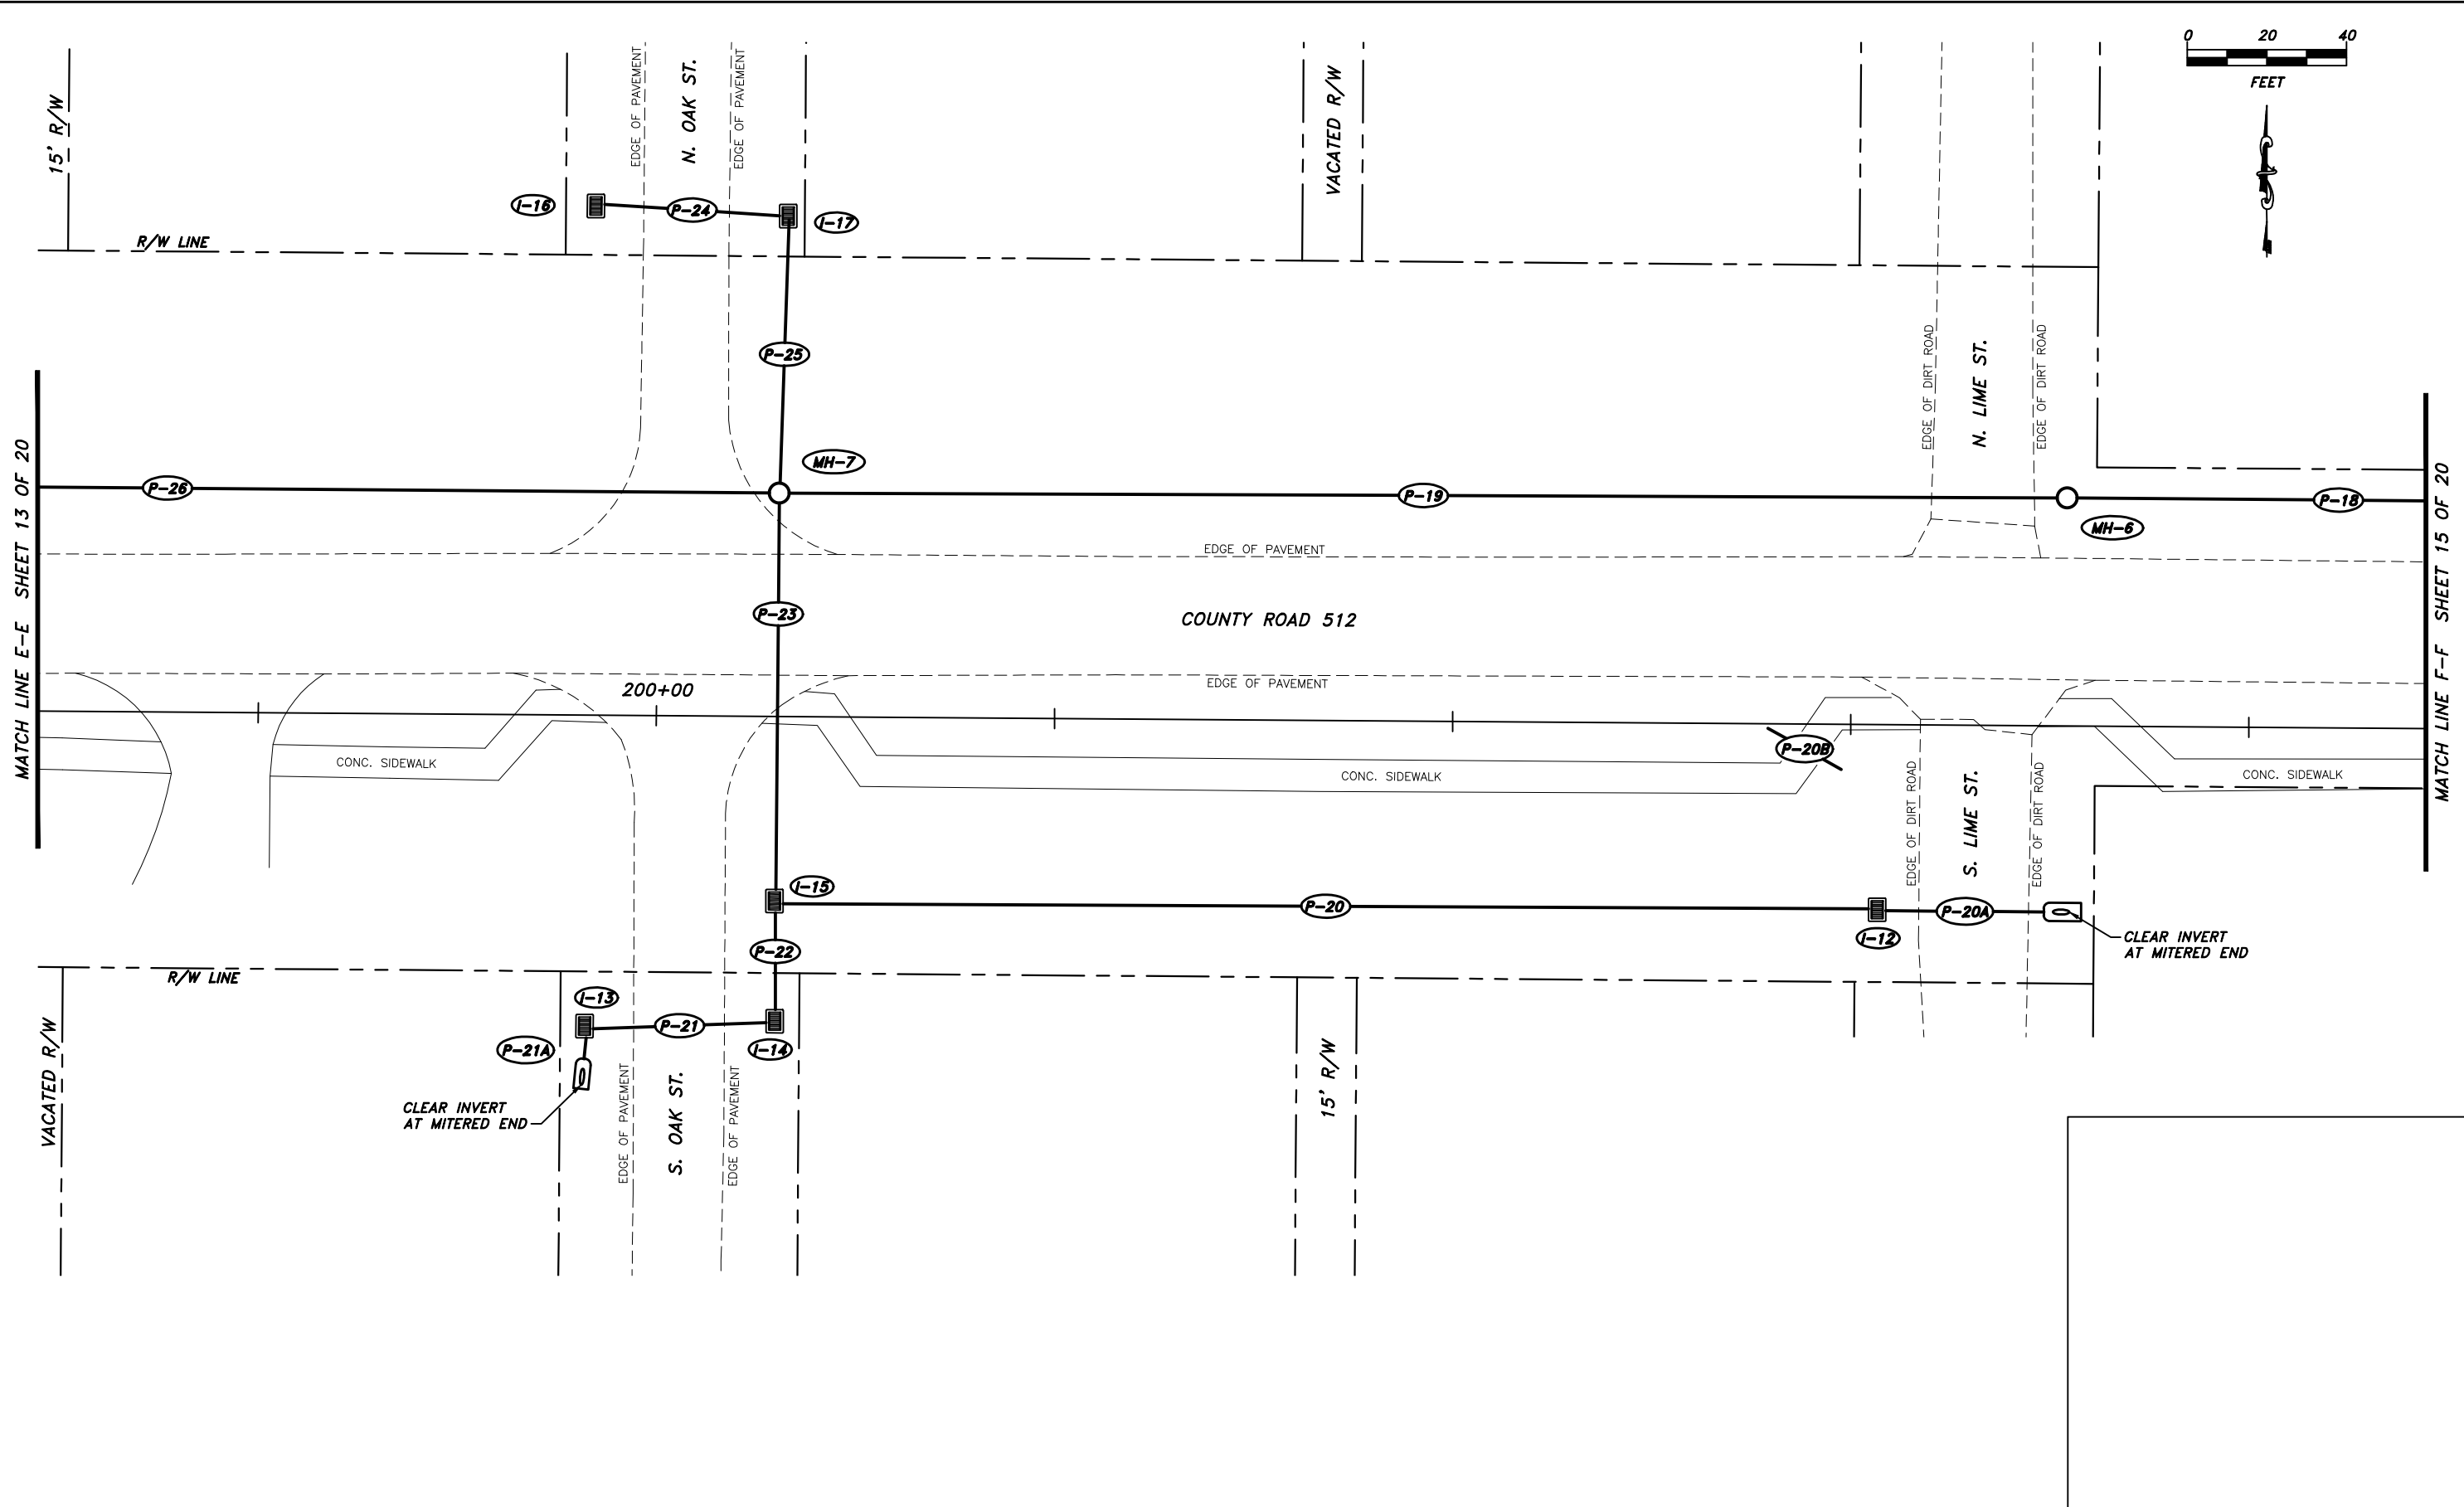 0 20 40
FEET
15' R/W
EDGE OF PAVEMENT
N. OAK ST.
EDGE OF PAVEMENT
VACATED R/W
I-16
P-24
I-17
R/W LINE
P-25
EDGE OF DIRT ROAD
N. LIME ST.
EDGE OF DIRT ROAD
MH-7
MATCH LINE E-E SHEET 13 OF 20
P-26
P-19
P-18
MH-6
MATCH LINE F-F SHEET 15 OF 20
EDGE OF PAVEMENT
P-23
COUNTY ROAD 512
EDGE OF PAVEMENT
200+00
P-20B
CONC. SIDEWALK
CONC. SIDEWALK
CONC. SIDEWALK
EDGE OF DIRT ROAD
S. LIME ST.
EDGE OF DIRT ROAD
I-15
P-20
P-20A
I-12
CLEAR INVERT
AT MITERED END
P-22
R/W LINE
I-13
P-21
P-21A
I-14
VACATED R/W
CLEAR INVERT
AT MITERED END
EDGE OF PAVEMENT
S. OAK ST.
EDGE OF PAVEMENT
15' R/W